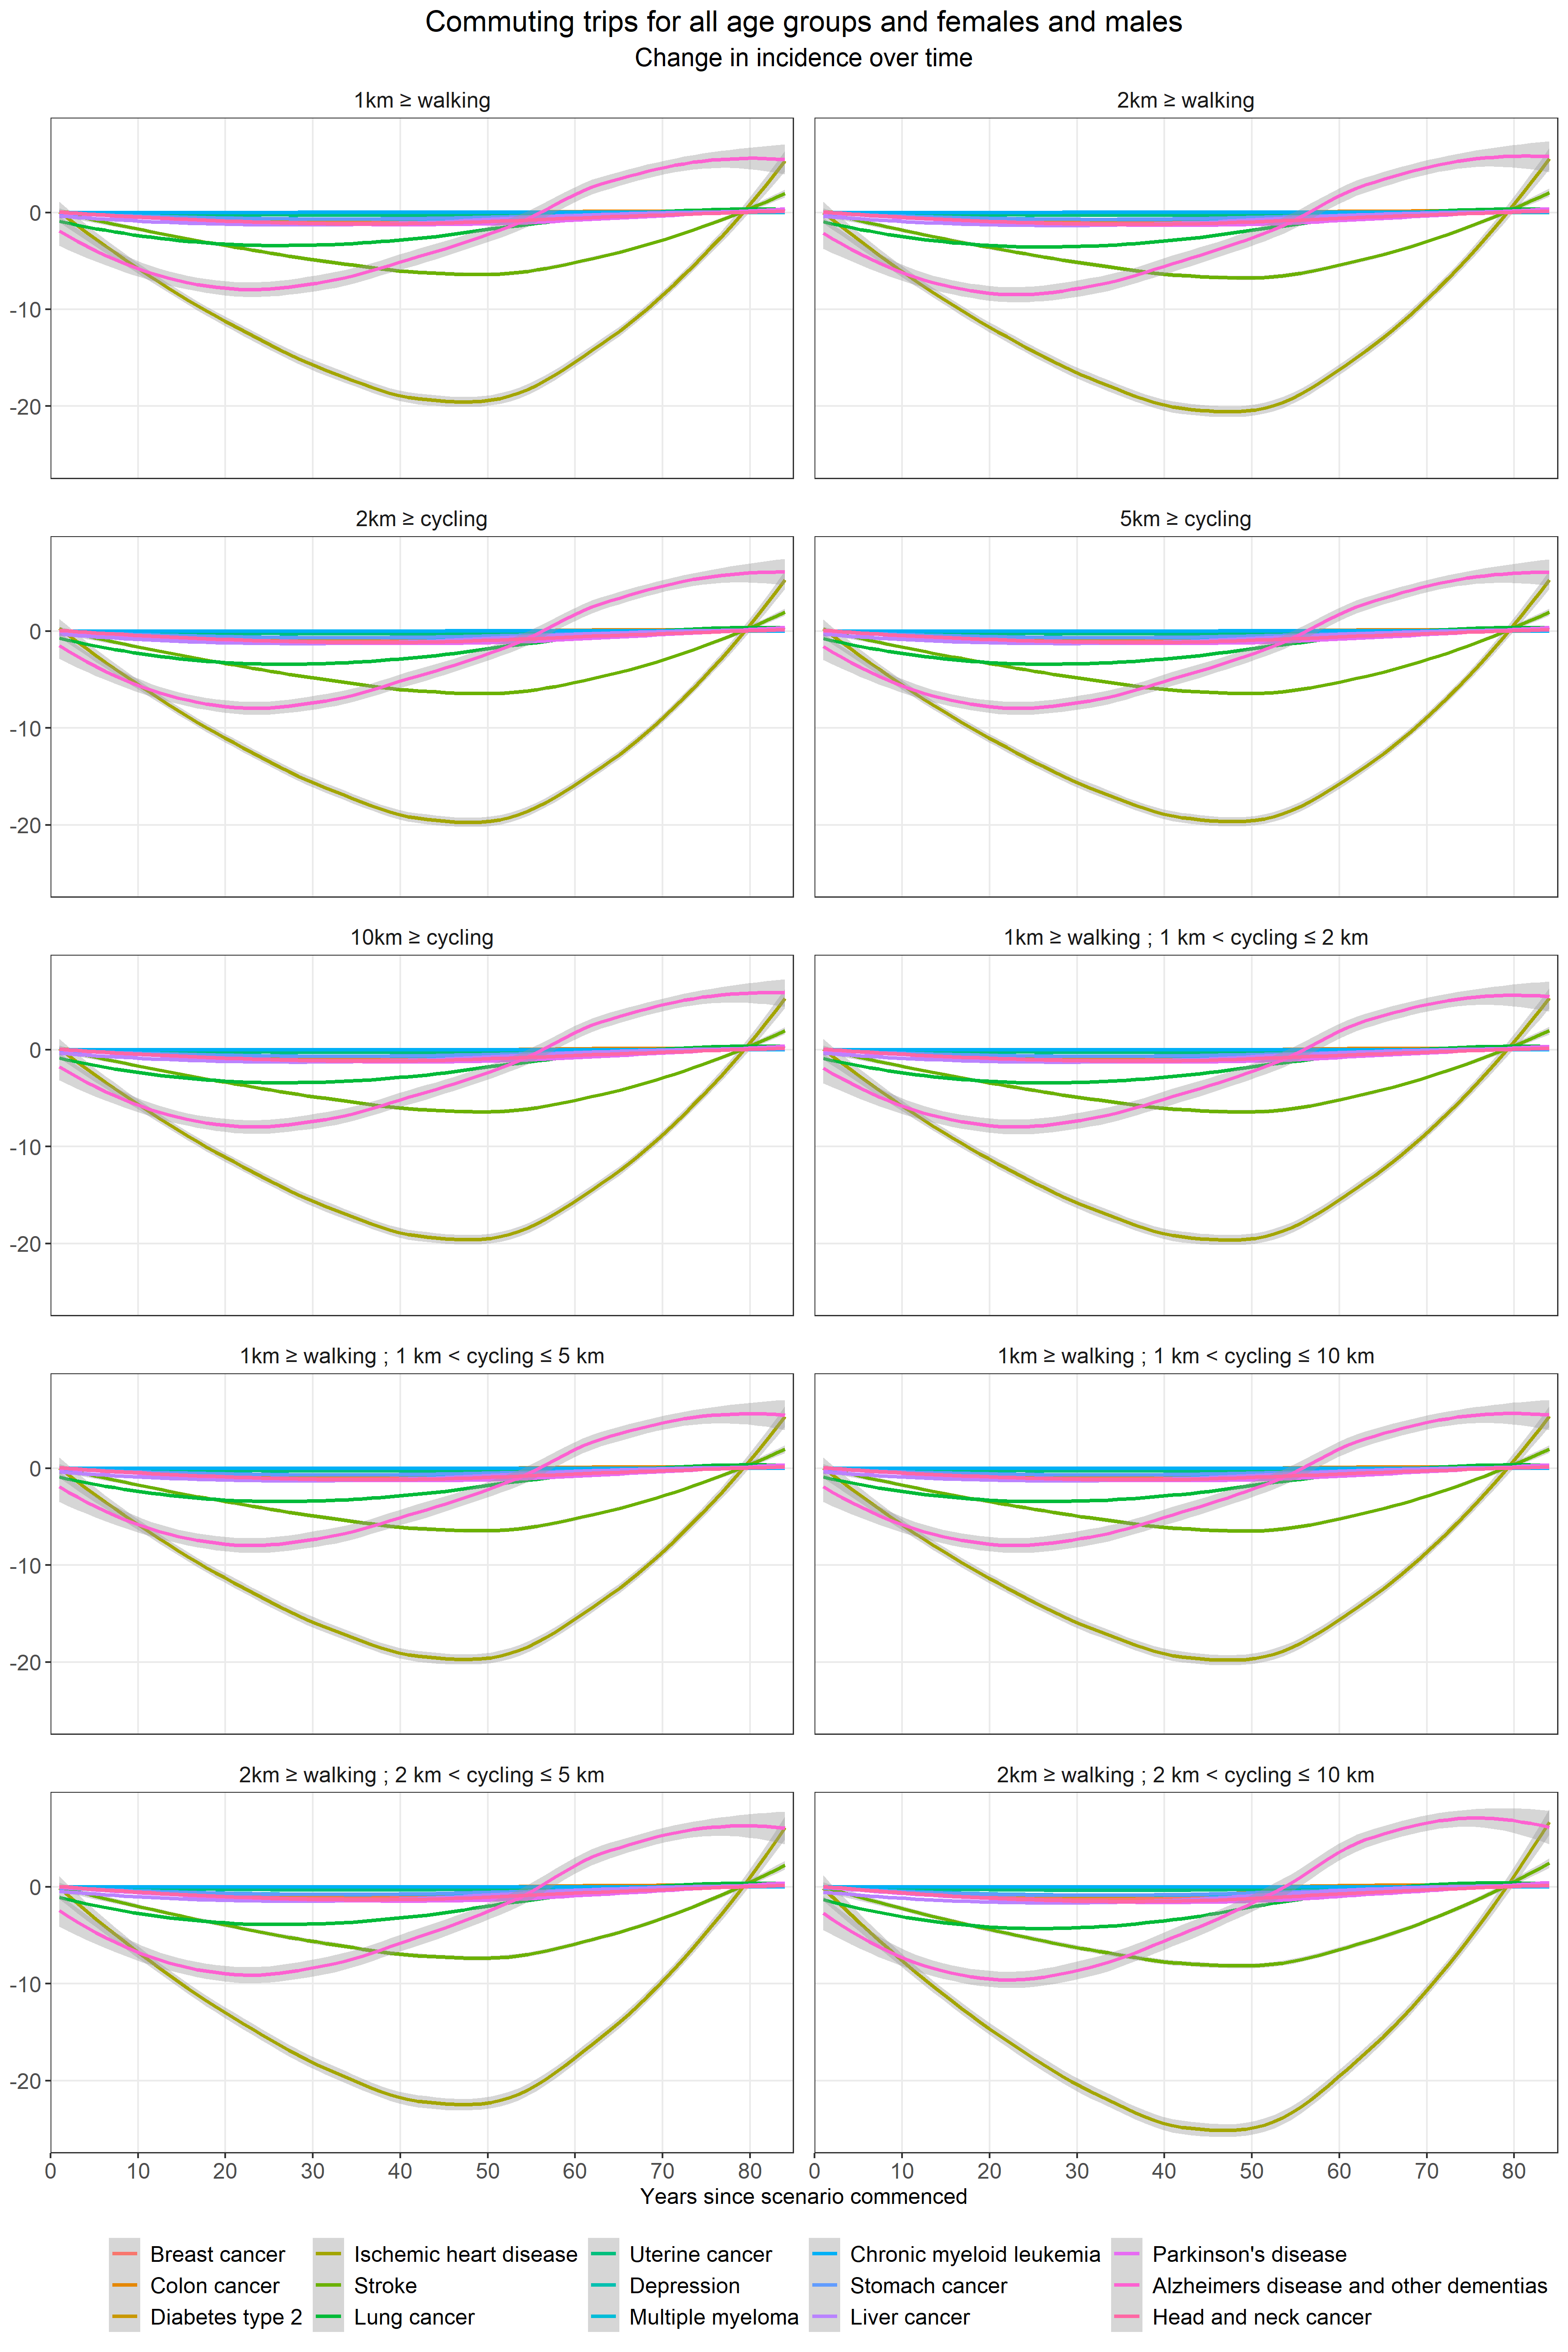 Commuting trips for all age groups and females and males
Change in incidence over time
1km ≥ walking
2km ≥ walking
0
-10
-20
2km ≥ cycling
5km ≥ cycling
0
-10
-20
10km ≥ cycling
1km ≥ walking ; 1 km < cycling ≤ 2 km
0
-10
-20
1km ≥ walking ; 1 km < cycling ≤ 5 km
1km ≥ walking ; 1 km < cycling ≤ 10 km
0
-10
-20
2km ≥ walking ; 2 km < cycling ≤ 5 km
2km ≥ walking ; 2 km < cycling ≤ 10 km
0
-10
-20
0 10 20 30 40 50 60 70 80
0 10 20 30 40 50 60 70 80
Years since scenario commenced
Breast cancer
Colon cancer
Diabetes type 2
Ischemic heart disease
Stroke
Lung cancer
Uterine cancer
Depression
Multiple myeloma
Chronic myeloid leukemia
Stomach cancer
Liver cancer
Parkinson's disease
Alzheimers disease and other dementias
Head and neck cancer